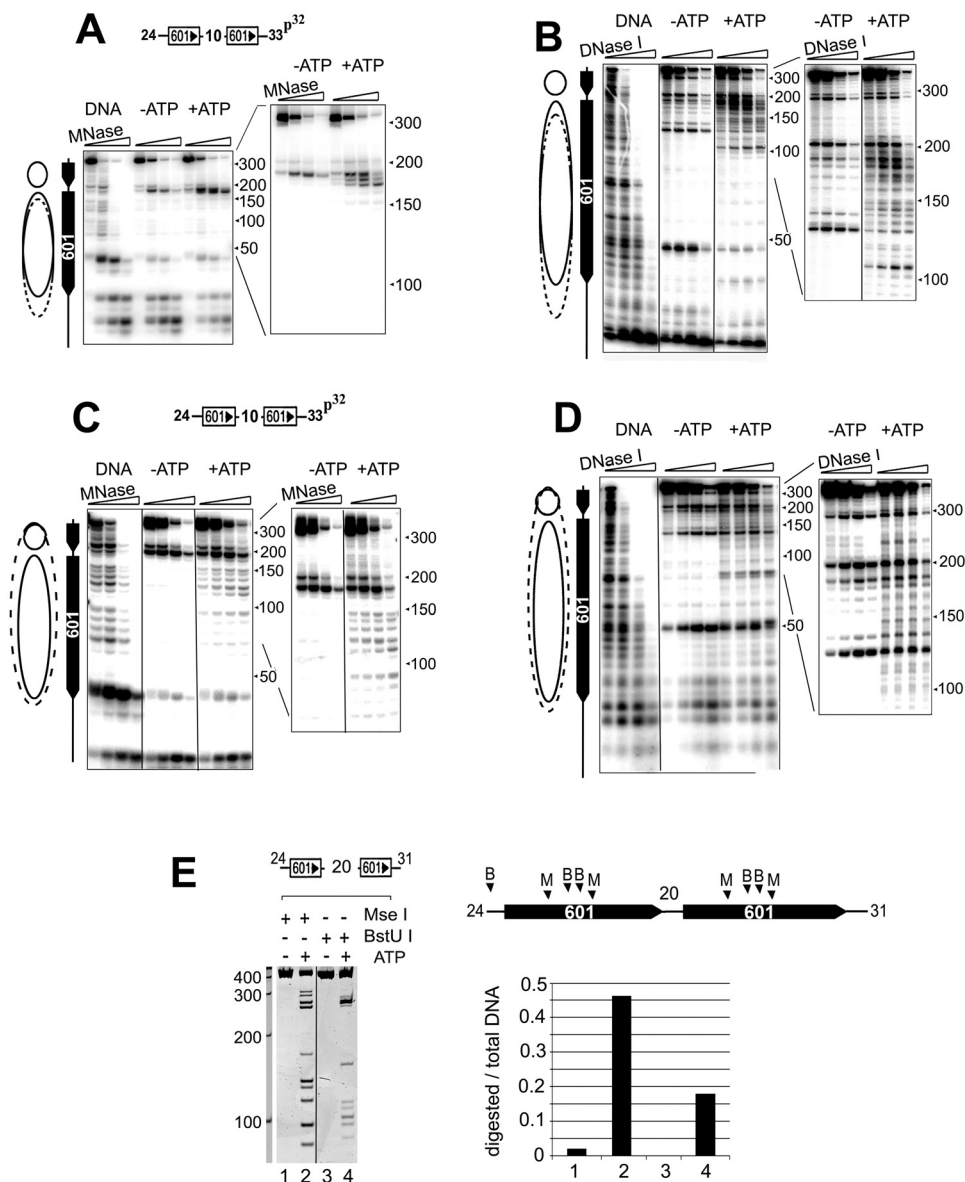 A
24 601 10 601 33 p32
-ATP +ATP
MNase
DNA -ATP +ATP
MNase
601
300
200
150
100
50
300
200
150
100
B
DNA -ATP +ATP
DNase I
-ATP +ATP
DNase I
601
300
200
150
100
50
300
200
150
100
C
24 601 10 601 33 p32
DNA -ATP +ATP
MNase
-ATP +ATP
MNase
601
300
200
150
100
50
300
200
150
100
D
DNA -ATP +ATP
DNase I
-ATP +ATP
DNase I
601
300
200
150
100
50
300
200
150
100
E
24 601 20 601 31
+ + - - Mse I
- - + + BstU I
- + - + ATP
400
300
200
100
1 2 3 4
B M BB M M BB M
24 601 20 601 31
digested / total DNA
0.5
0.4
0.3
0.2
0.1
0
1 2 3 4